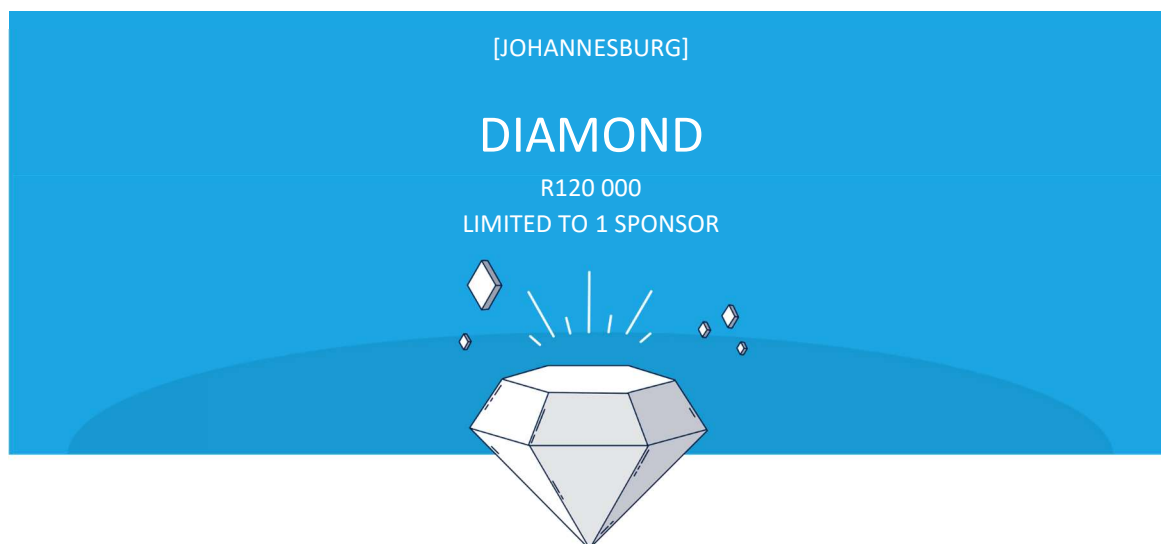 [JOHANNESBURG]
DIAMOND
R120 000
LIMITED TO 1 SPONSOR